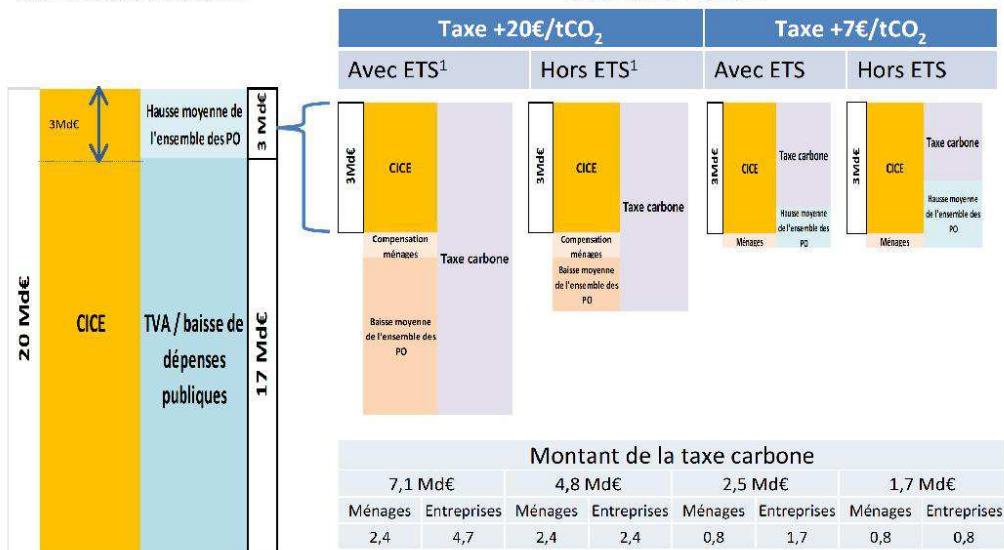 Taxe +20€/tCO₂
Taxe +7€/tCO₂
Avec ETS¹
Hors ETS¹
Avec ETS
Hors ETS
20 Md€
3Md€
CICE
Hausse moyenne de
l'ensemble des PO
TVA / baisse de
dépenses
publiques
3 Md€
17 Md€
3Md€
CICE
Compensation
ménages
Baisse moyenne
de l'ensemble des
PO
Taxe carbone
3Md€
CICE
Compensation
ménages
Baisse moyenne
de l'ensemble des
PO
Taxe carbone
3Md€
CICE
Ménages
Taxe carbone
Hausse moyenne
de l'ensemble des
PO
3Md€
CICE
Ménages
Taxe carbone
Hausse moyenne
de l'ensemble des
PO
Montant de la taxe carbone
7,1 Md€ 4,8 Md€ 2,5 Md€ 1,7 Md€
Ménages Entreprises Ménages Entreprises Ménages Entreprises Ménages Entreprises
2,4 4,7 2,4 2,4 0,8 1,7 0,8 0,8